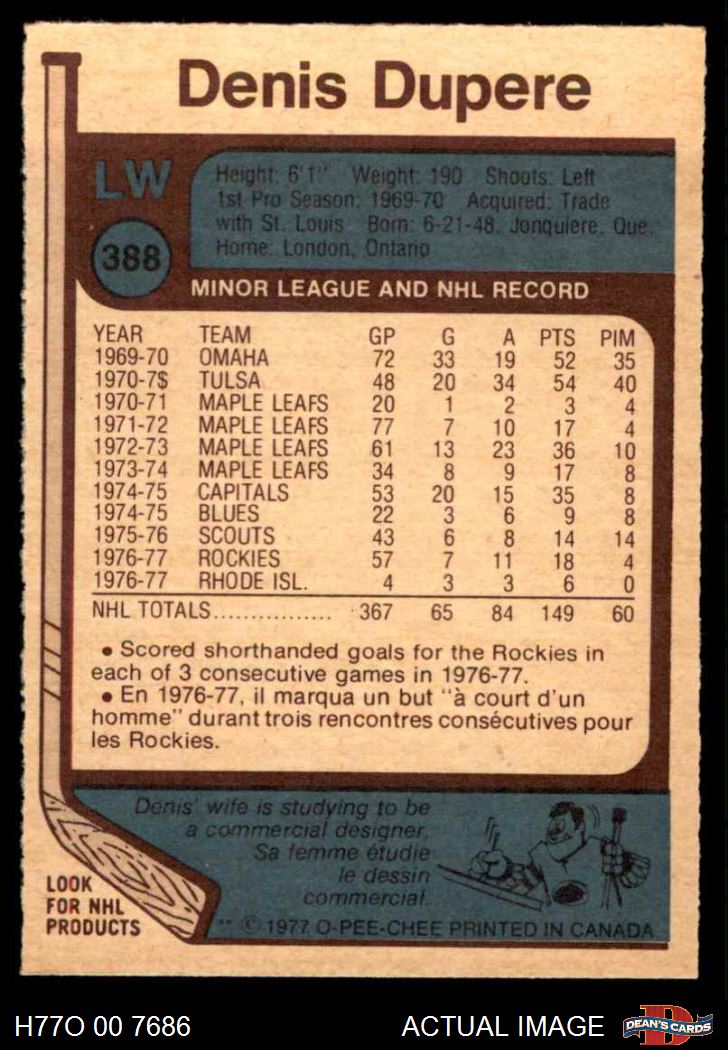 Denis Dupere
LW
388
Height: 6'1" Weight: 190 Shoots: Left
1st Pro Season: 1969-70 Acquired: Trade
with St. Louis Born: 6-21-48, Jonquiere, Que.
Home: London, Ontario
MINOR LEAGUE AND NHL RECORD
YEAR TEAM GP G A PTS PIM
1969-70 OMAHA 72 33 19 52 35
1970-7$ TULSA 48 20 34 54 40
1970-71 MAPLE LEAFS 20 1 2 3 4
1971-72 MAPLE LEAFS 77 7 10 17 4
1972-73 MAPLE LEAFS 61 13 23 36 10
1973-74 MAPLE LEAFS 34 8 9 17 8
1974-75 CAPITALS 53 20 15 35 8
1974-75 BLUES 22 3 6 9 8
1975-76 SCOUTS 43 6 8 14 14
1976-77 ROCKIES 57 7 11 18 4
1976-77 RHODE ISL. 4 3 3 6 0
NHL TOTALS................ 367 65 84 149 60
• Scored shorthanded goals for the Rockies in
each of 3 consecutive games in 1976-77.
• En 1976-77, il marqua un but "à court d'un
homme" durant trois rencontres consécutives pour
les Rockies.
Denis' wife is studying to be
a commercial designer.
Sa femme étudie
le dessin
commercial.
LOOK
FOR NHL
PRODUCTS
** © 1977 O-PEE-CHEE PRINTED IN CANADA
H77O 00 7686
ACTUAL IMAGE
D
DEAN'S CARDS